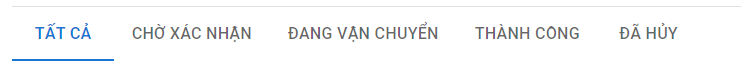 TẤT CẢ CHỜ XÁC NHẬN ĐANG VẬN CHUYỂN THÀNH CÔNG ĐÃ HỦY